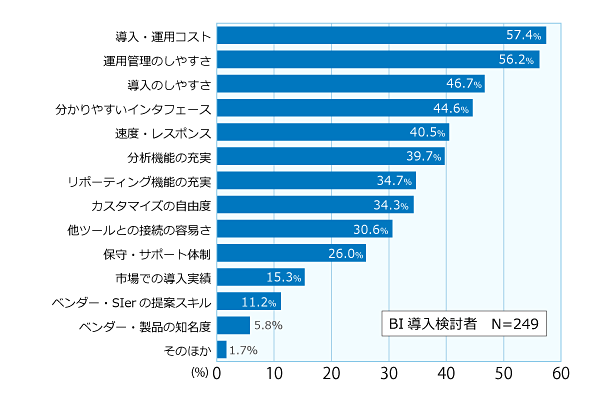 導入・運用コスト 57.4%
運用管理のしやすさ 56.2%
導入のしやすさ 46.7%
分かりやすいインタフェース 44.6%
速度・レスポンス 40.5%
分析機能の充実 39.7%
リポーティング機能の充実 34.7%
カスタマイズの自由度 34.3%
他ツールとの接続の容易さ 30.6%
保守・サポート体制 26.0%
市場での導入実績 15.3%
ベンダー・SIerの提案スキル 11.2%
ベンダー・製品の知名度 5.8%
そのほか 1.7%
BI導入検討者 N=249
(%) 0 10 20 30 40 50 60